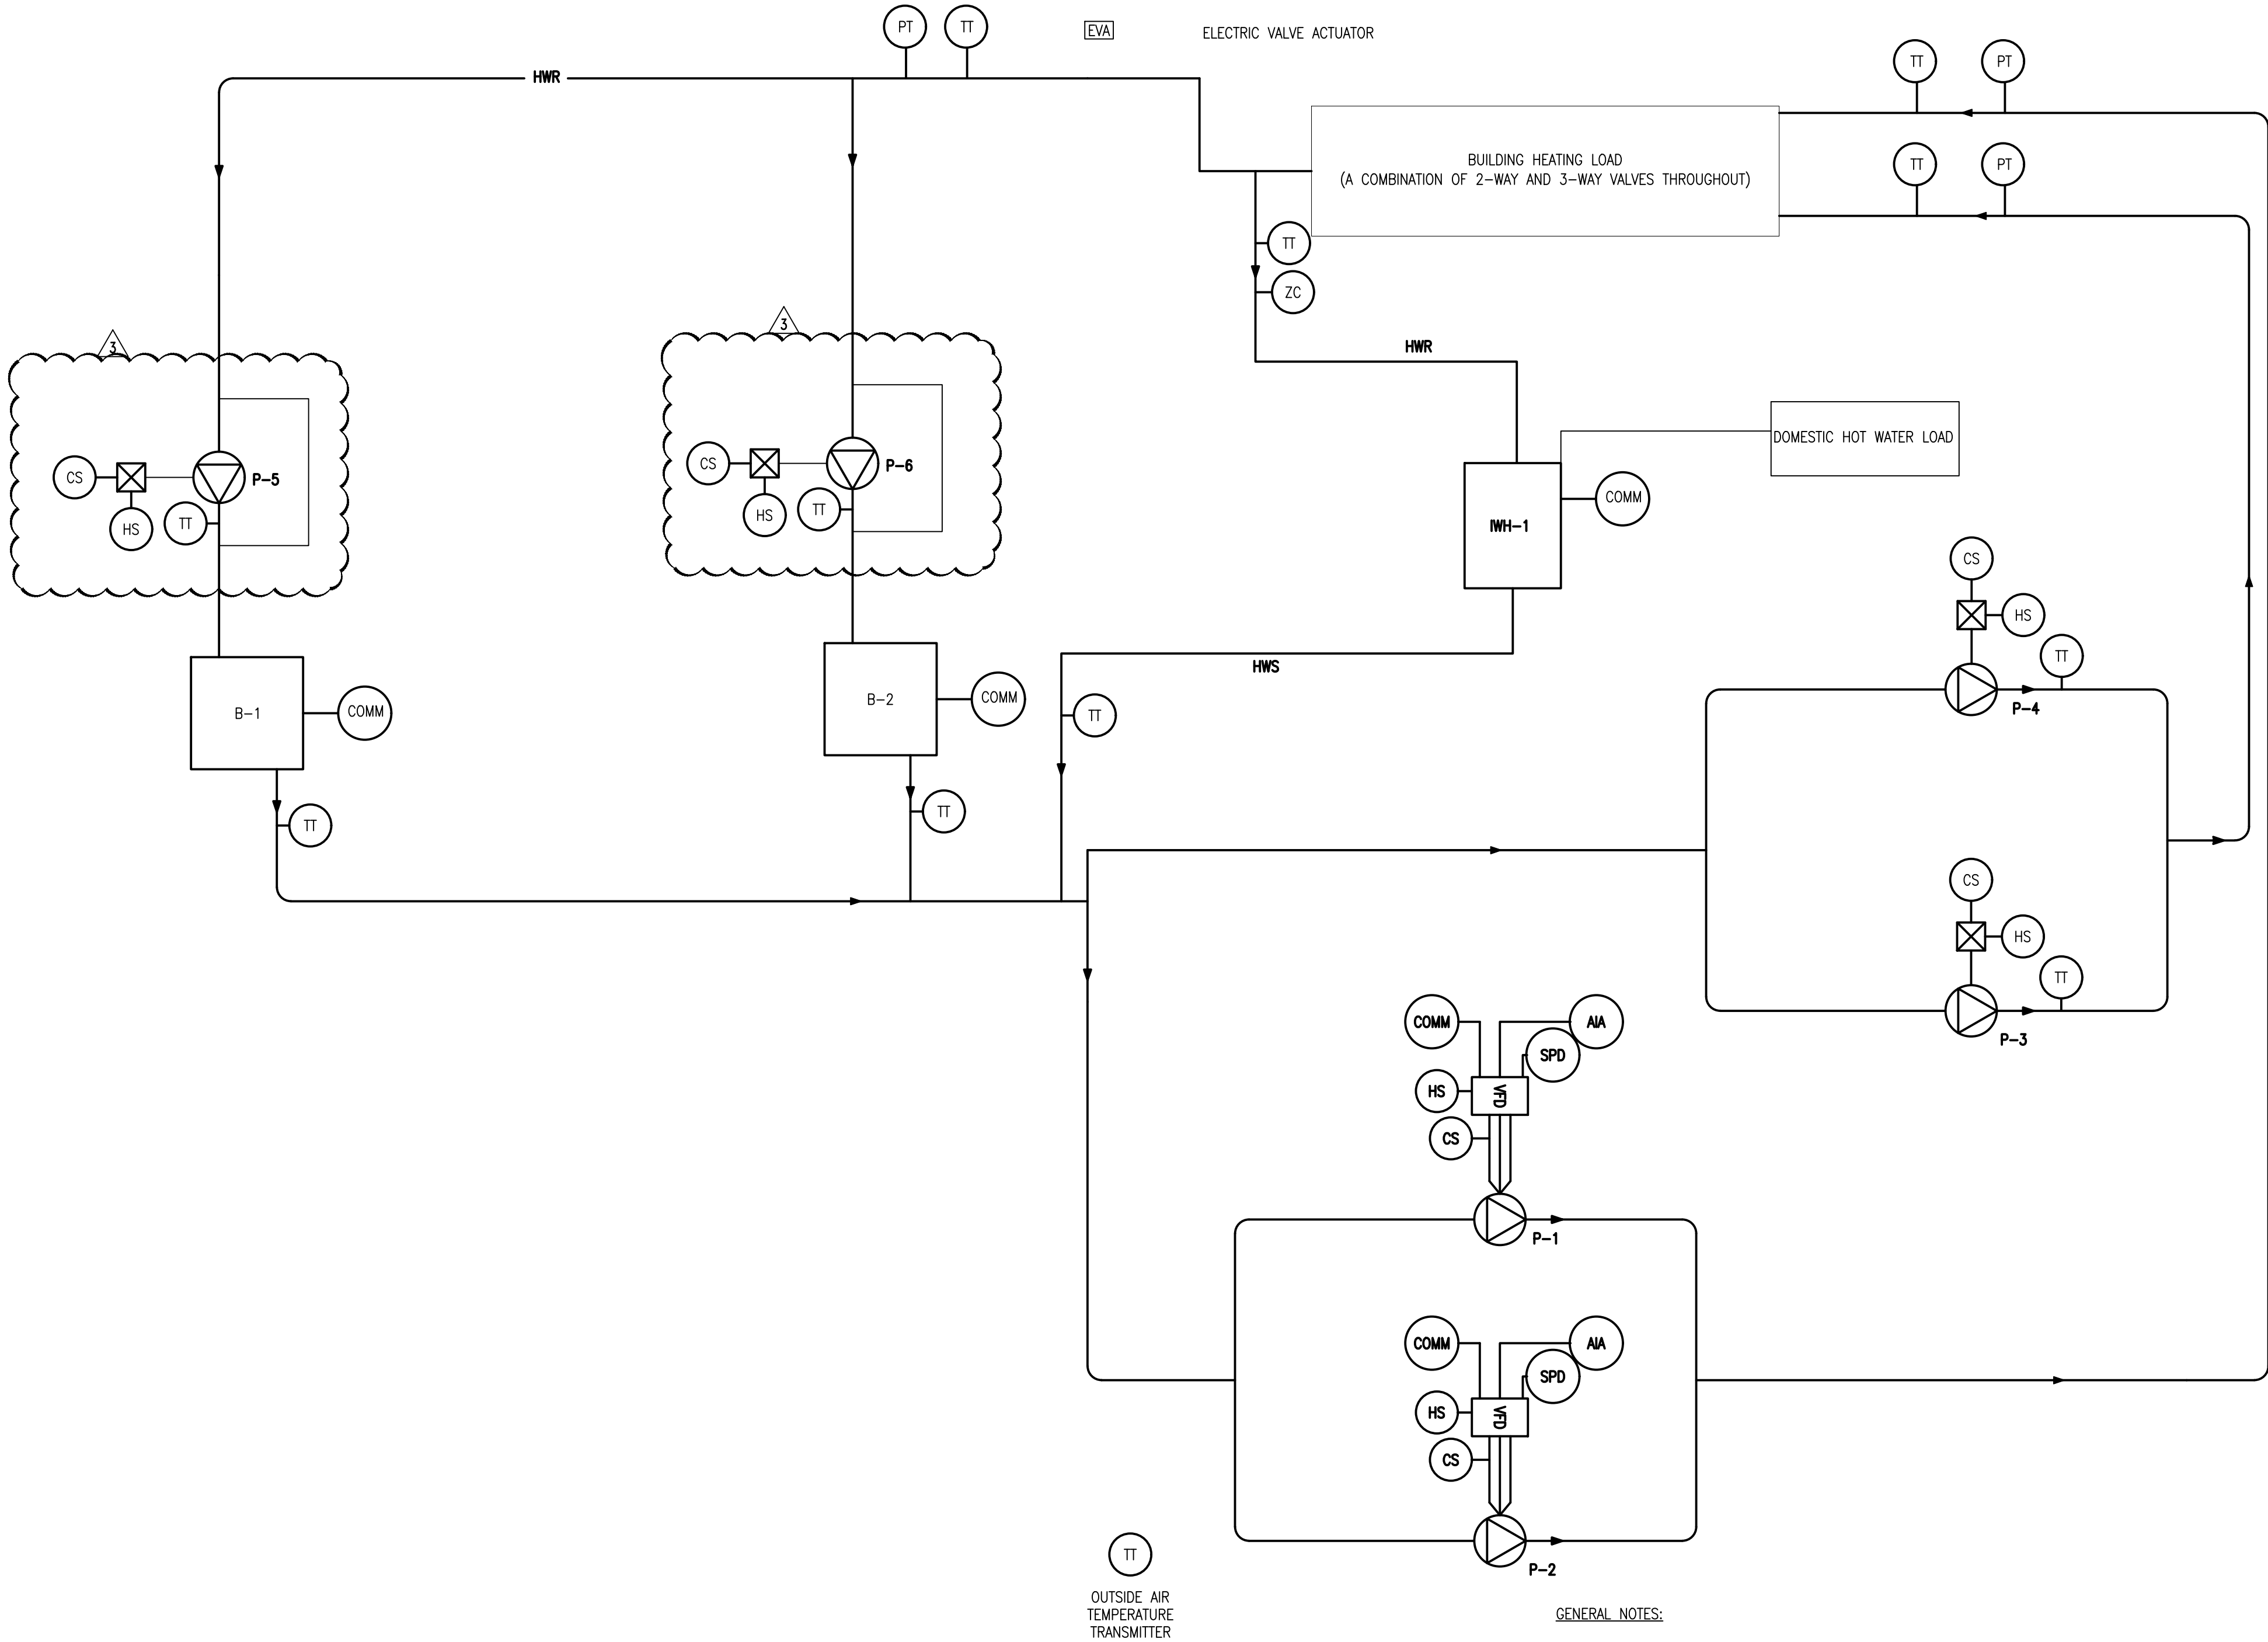 PT
TT
EVA
ELECTRIC VALVE ACTUATOR
TT
PT
HWR
BUILDING HEATING LOAD
(A COMBINATION OF 2-WAY AND 3-WAY VALVES THROUGHOUT)
TT
PT
TT
ZC
3
3
HWR
DOMESTIC HOT WATER LOAD
CS
P-5
HS
TT
CS
P-6
HS
TT
IWH-1
COMM
CS
HS
TT
P-4
HWS
B-1
COMM
B-2
COMM
TT
TT
TT
CS
HS
TT
P-3
COMM
AIA
SPD
HS
VFD
CS
P-1
COMM
AIA
SPD
HS
VFD
CS
P-2
TT
OUTSIDE AIR
TEMPERATURE
TRANSMITTER
GENERAL NOTES: